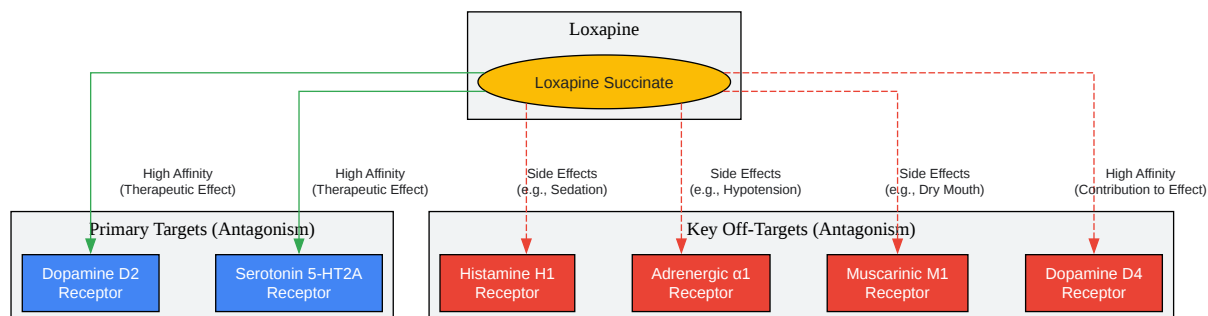 Loxapine
Loxapine Succinate
High Affinity
(Therapeutic Effect)
High Affinity
(Therapeutic Effect)
Side Effects
(e.g., Sedation)
Side Effects
(e.g., Hypotension)
Side Effects
(e.g., Dry Mouth)
High Affinity
(Contribution to Effect)
Primary Targets (Antagonism)
Key Off-Targets (Antagonism)
Dopamine D2
Receptor
Serotonin 5-HT2A
Receptor
Histamine H1
Receptor
Adrenergic α1
Receptor
Muscarinic M1
Receptor
Dopamine D4
Receptor